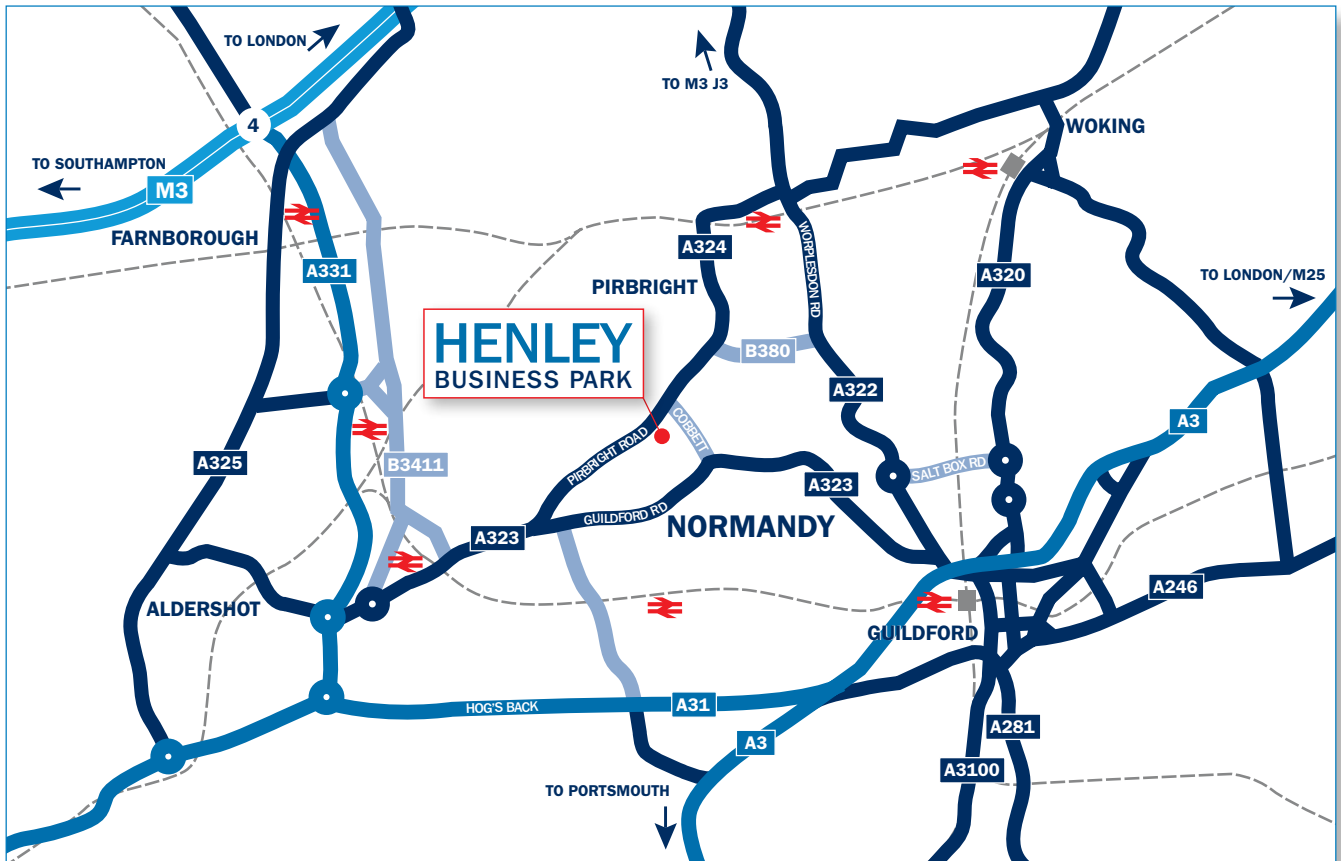 TO LONDON
TO M3 J3
4
WOKING
TO SOUTHAMPTON
M3
FARNBOROUGH
A324
WORPLESDON RD
A331
A320
TO LONDON/M25
PIRBRIGHT
HENLEY
BUSINESS PARK
B380
A322
COBBETT
A3
PIRBRIGHT ROAD
A325
B3411
SALT BOX RD
A323
GUILDFORD RD
NORMANDY
A323
ALDERSHOT
A246
GUILDFORD
HOG'S BACK
A31
A281
A3
A3100
TO PORTSMOUTH